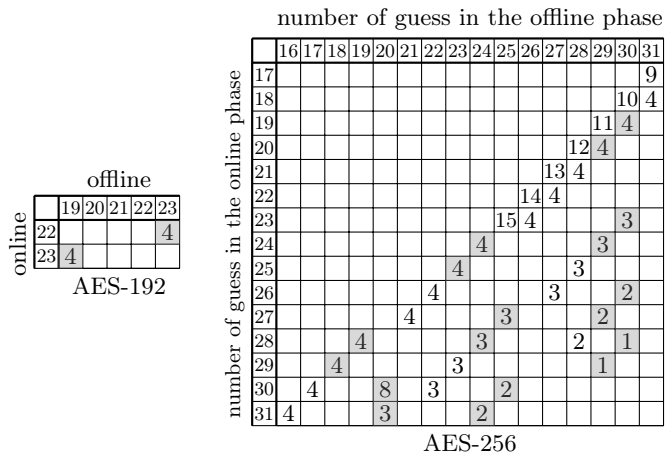 number of guess in the offline phase
16 17 18 19 20 21 22 23 24 25 26 27 28 29 30 31
17 9
18 10 4
19 11 4
20 12 4
21 13 4
22 14 4
23 15 4 3
24 4 3
25 4 3
26 4 3 2
27 4 3 2
28 4 3 2 1
29 4 3 1
30 4 8 3 2
31 4 3 2
number of guess in the online phase
AES-256
offline
19 20 21 22 23
22 4
23 4
online
AES-192